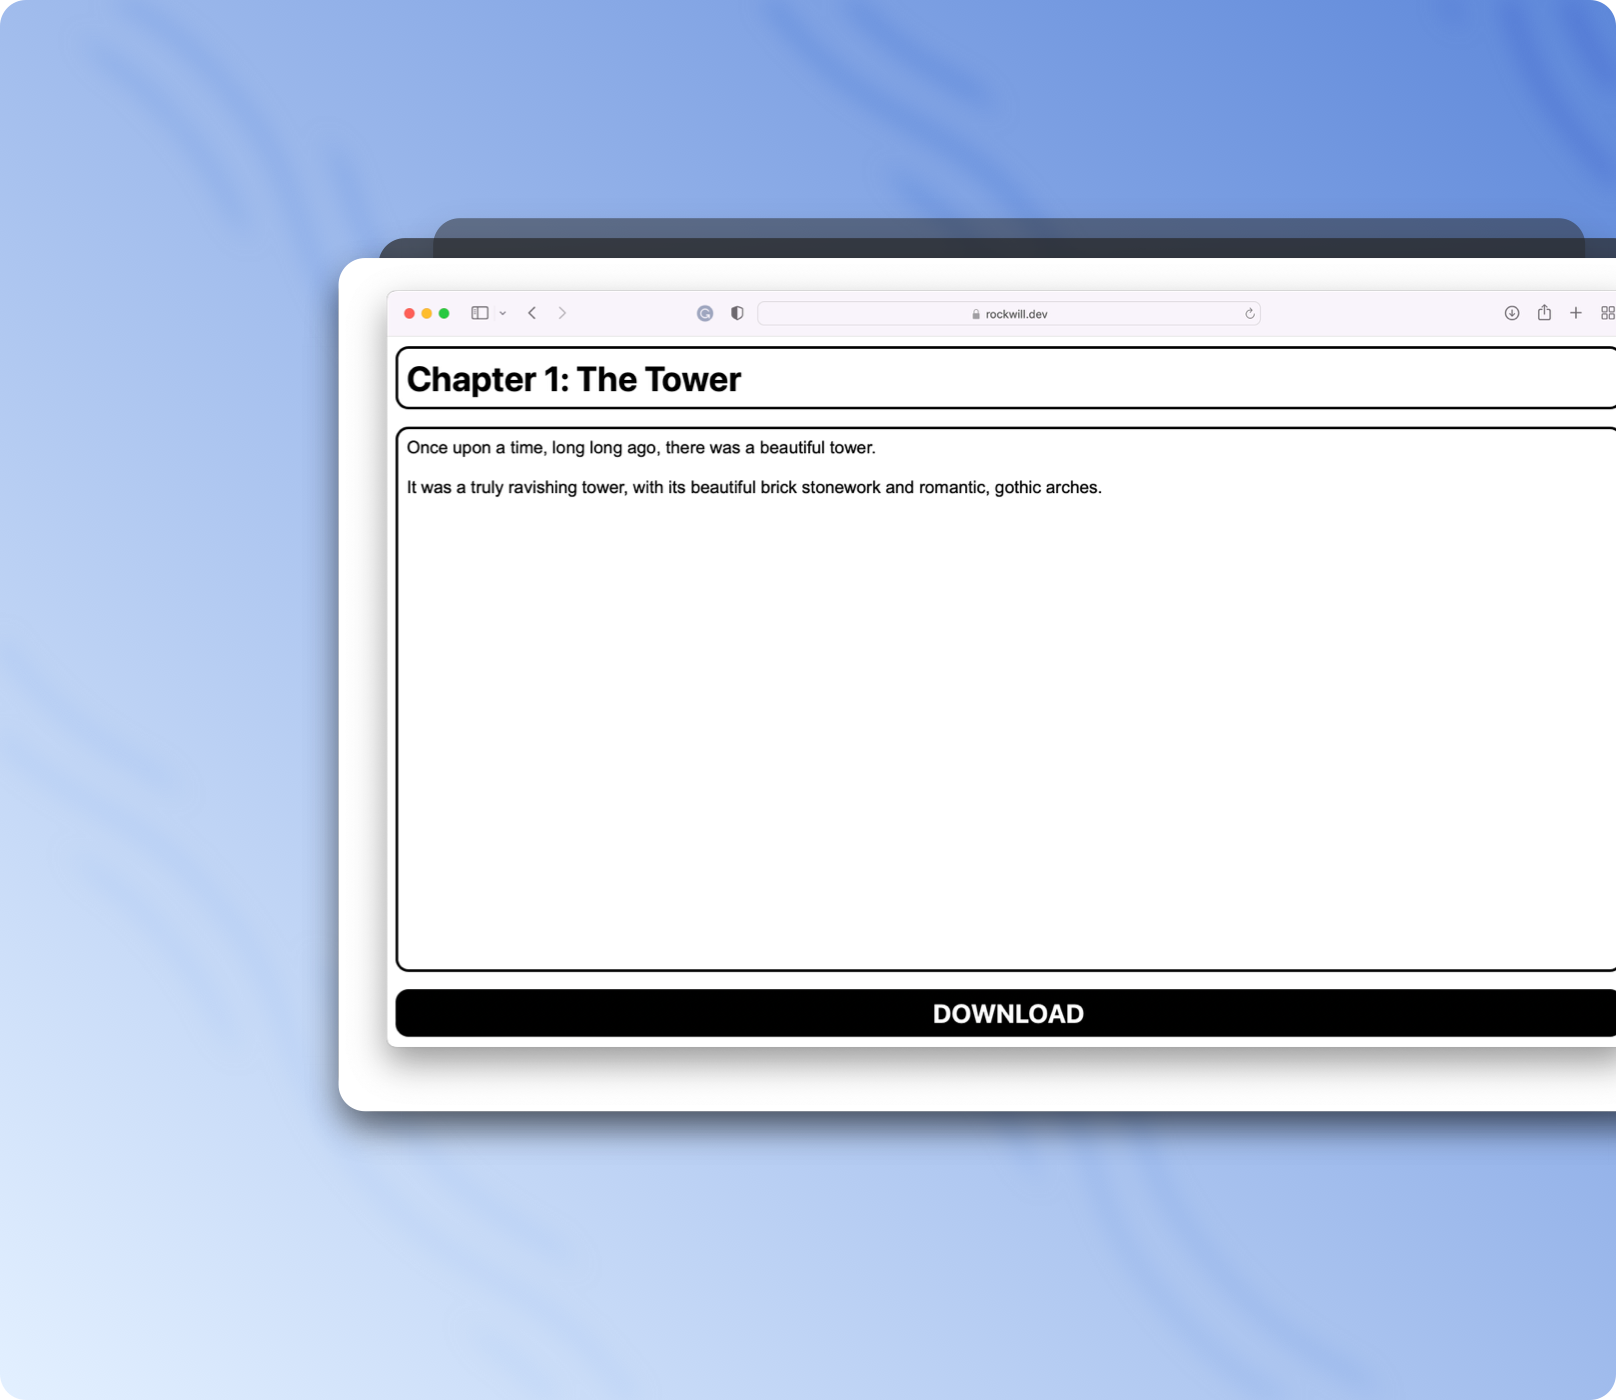 rockwill.dev
Chapter 1: The Tower
Once upon a time, long long ago, there was a beautiful tower.
It was a truly ravishing tower, with its beautiful brick stonework and romantic, gothic arches.
DOWNLOAD